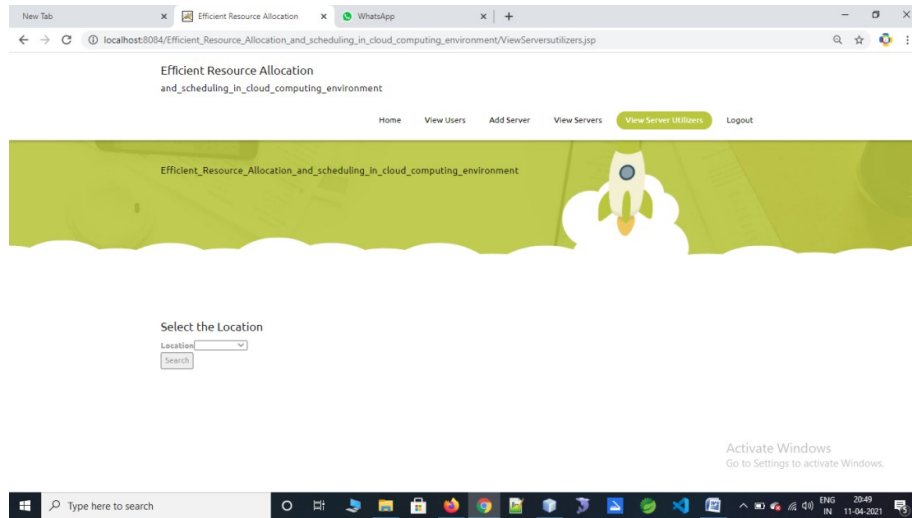 New Tab
Efficient Resource Allocation
WhatsApp
localhost:8084/Efficient_Resource_Allocation_and_scheduling_in_cloud_computing_environment/ViewServersutilizers.jsp
Efficient Resource Allocation
and_scheduling_in_cloud_computing_environment
Home View Users Add Server View Servers View Server Utilizers Logout
Efficient_Resource_Allocation_and_scheduling_in_cloud_computing_environment
Select the Location
Location
Search
Activate Windows
Go to Settings to activate Windows.
Type here to search
ENG 20:49
IN 11-04-2021